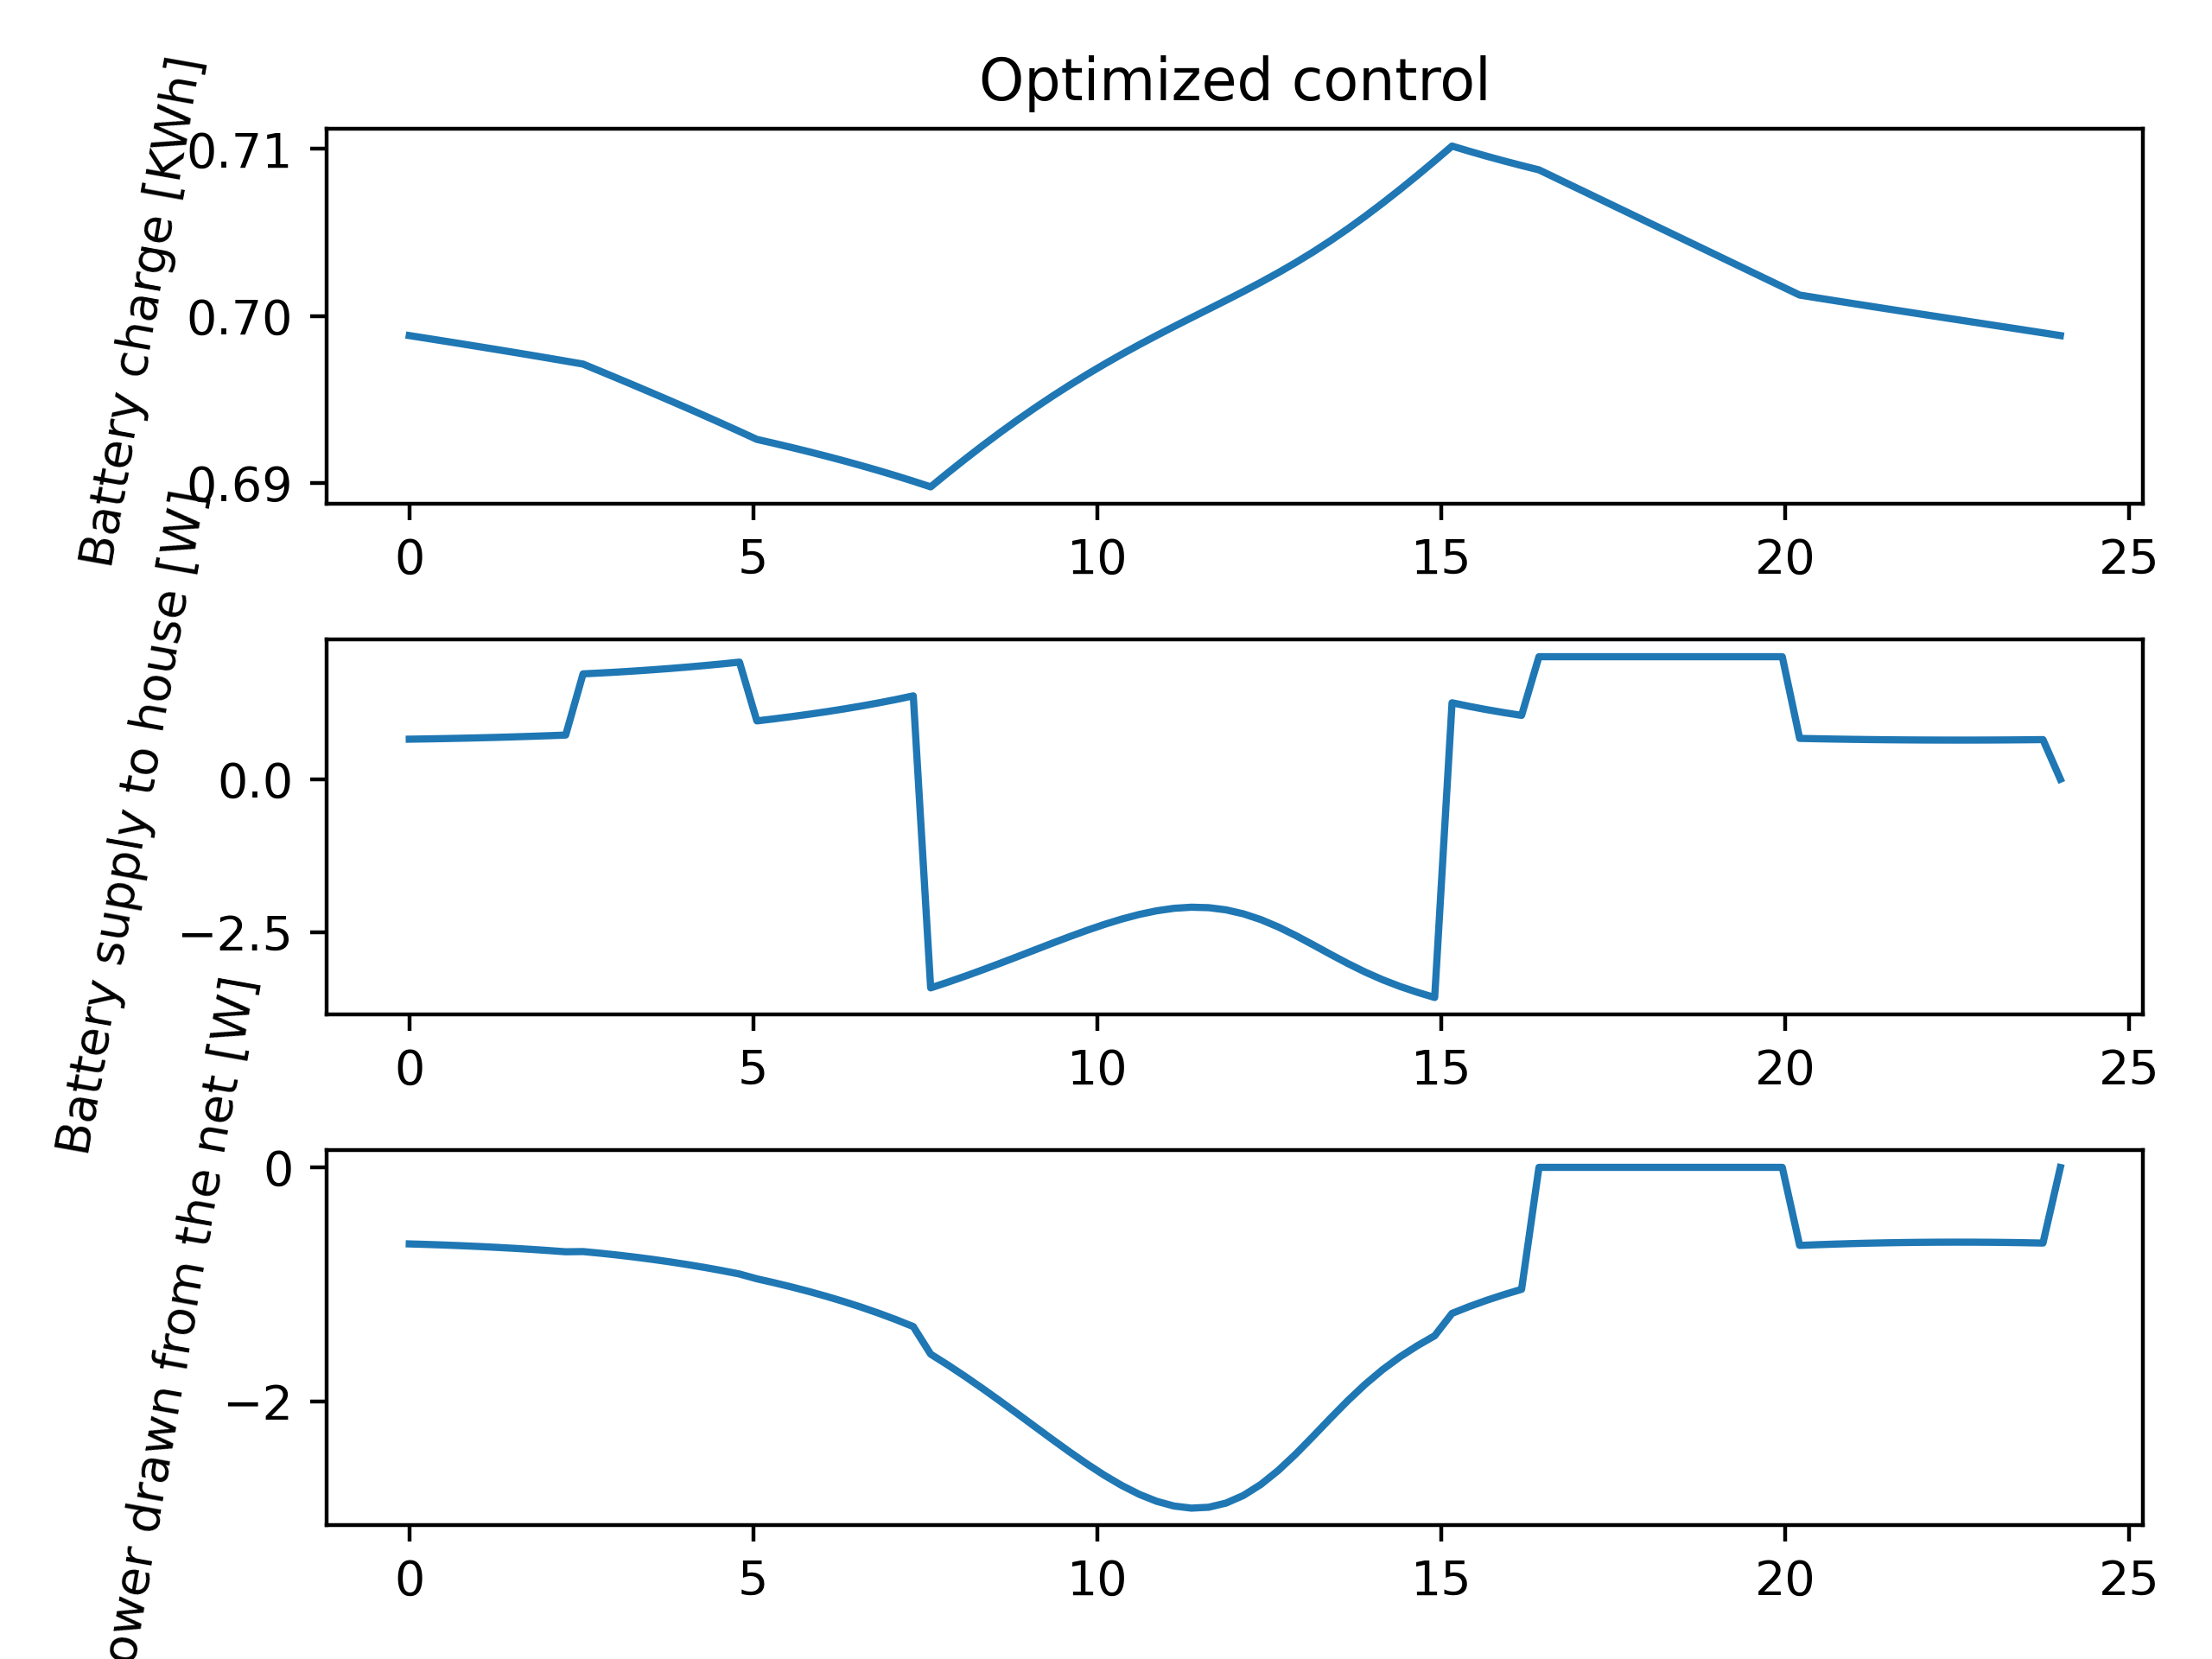 Optimized control
Battery charge [KWh]
0.71
0.70
0.69
0 5 10 15 20 25
Battery supply to house [W]
0.0
−2.5
0 5 10 15 20 25
ower drawn from the net [W]
0
−2
0 5 10 15 20 25